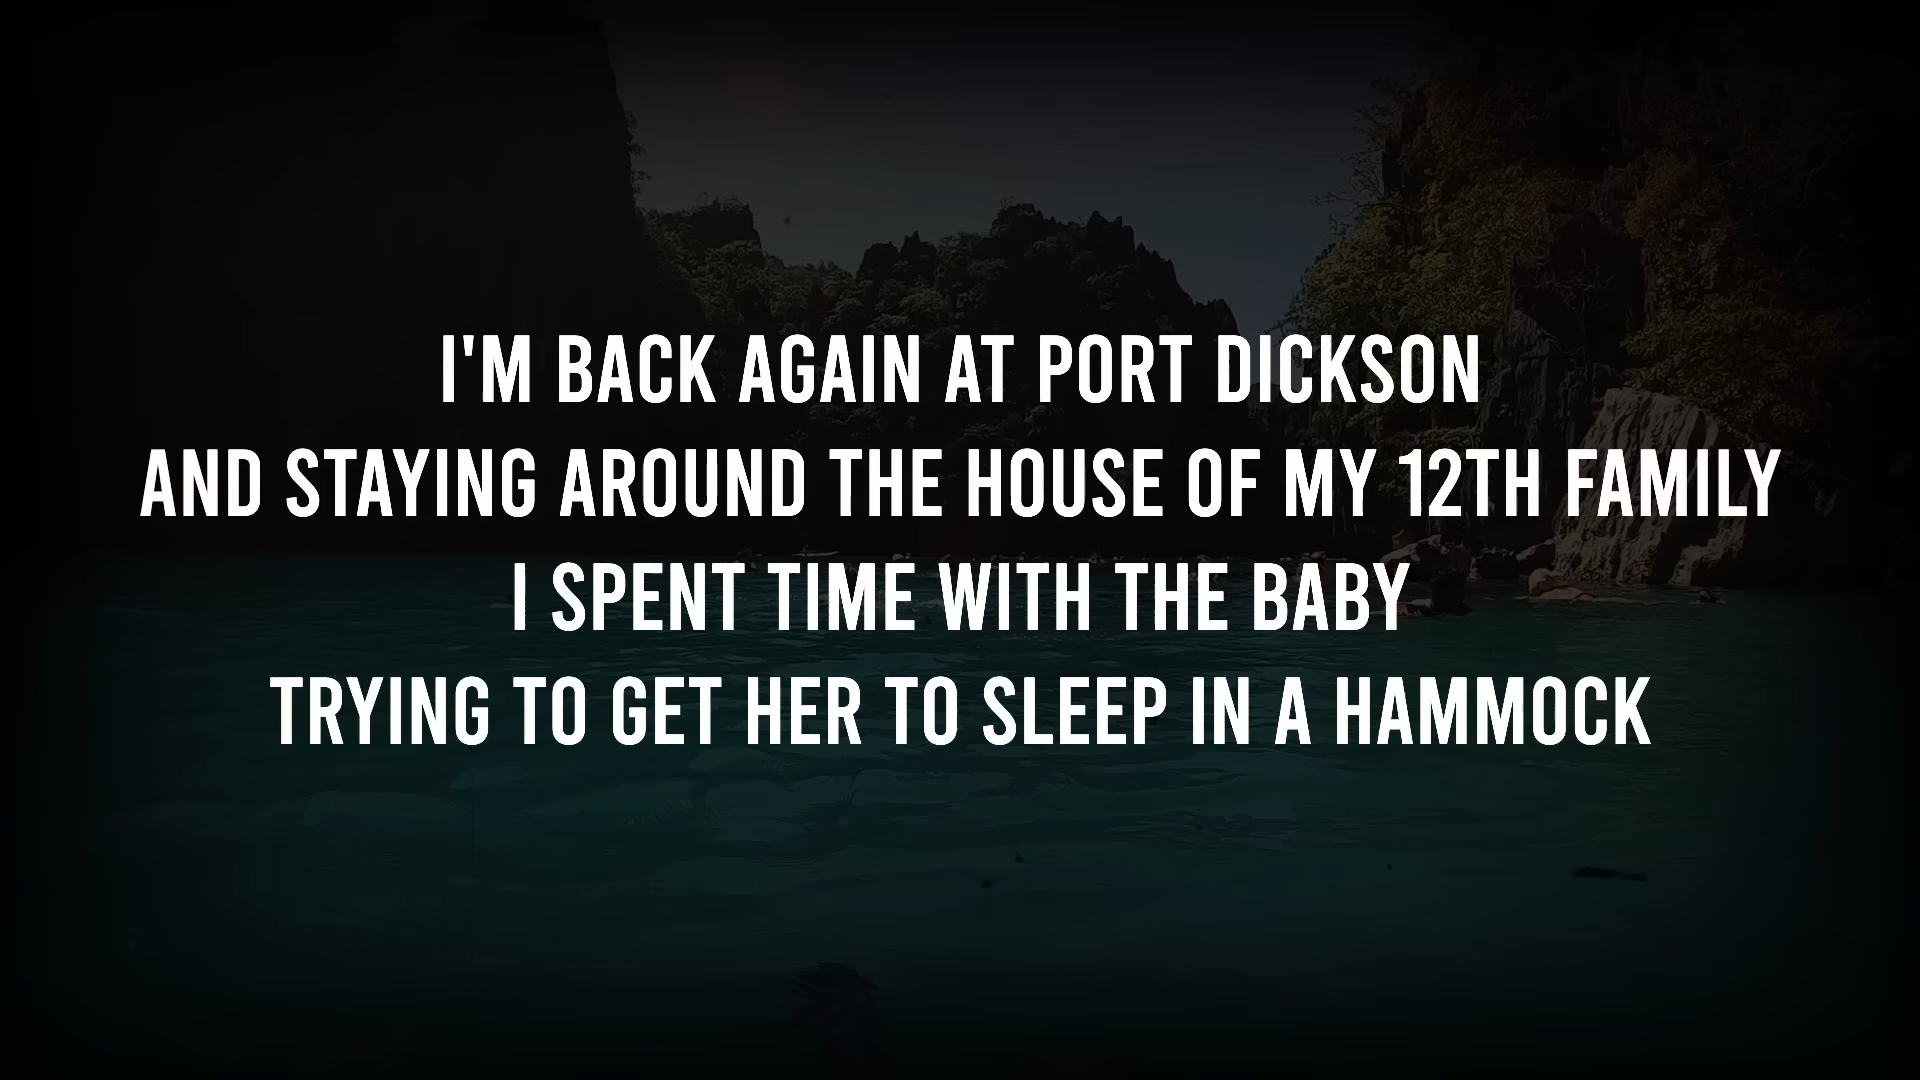 I'M BACK AGAIN AT PORT DICKSON
AND STAYING AROUND THE HOUSE OF MY 12TH FAMILY
I SPENT TIME WITH THE BABY
TRYING TO GET HER TO SLEEP IN A HAMMOCK